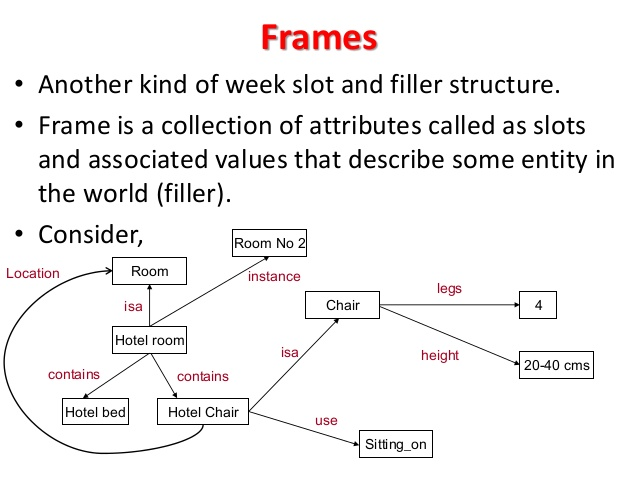 Frames
• Another kind of week slot and filler structure.
• Frame is a collection of attributes called as slots
and associated values that describe some entity in
the world (filler).
• Consider,
Room No 2
Location
Room
instance
isa
legs
Chair
4
Hotel room
isa
height
20-40 cms
contains
contains
Hotel bed
Hotel Chair
use
Sitting_on